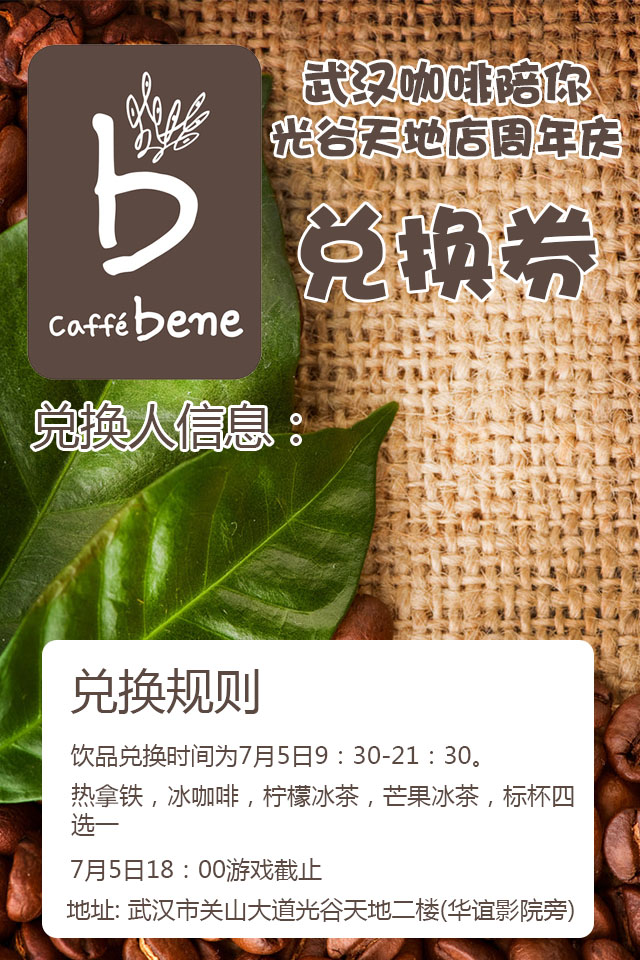 武汉咖啡陪你
光谷天地店周年庆
兑换券
b
Caffé bene
兑换人信息：
兑换规则
饮品兑换时间为7月5日9：30-21：30。
热拿铁，冰咖啡，柠檬冰茶，芒果冰茶，标杯四
选一
7月5日18：00游戏截止
地址: 武汉市关山大道光谷天地二楼(华谊影院旁)